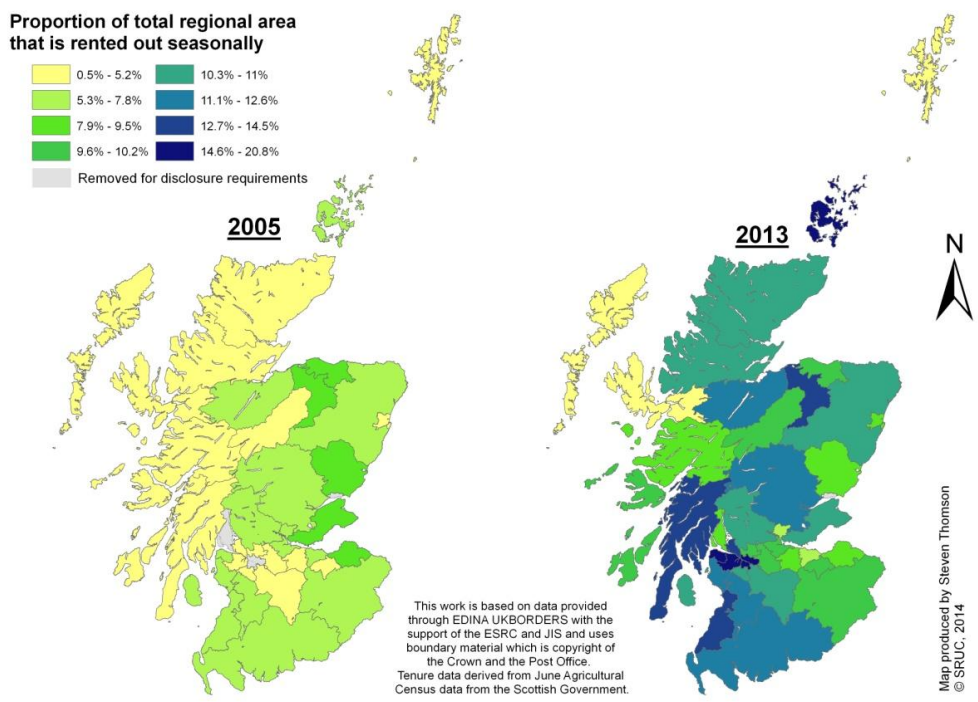 Proportion of total regional area
that is rented out seasonally
0.5% - 5.2%
5.3% - 7.8%
7.9% - 9.5%
9.6% - 10.2%
10.3% - 11%
11.1% - 12.6%
12.7% - 14.5%
14.6% - 20.8%
Removed for disclosure requirements
2005
2013
N
This work is based on data provided
through EDINA UKBORDERS with the
support of the ESRC and JIS and uses
boundary material which is copyright of
the Crown and the Post Office.
Tenure data derived from June Agricultural
Census data from the Scottish Government.
Map produced by Steven Thomson
© SRUC, 2014